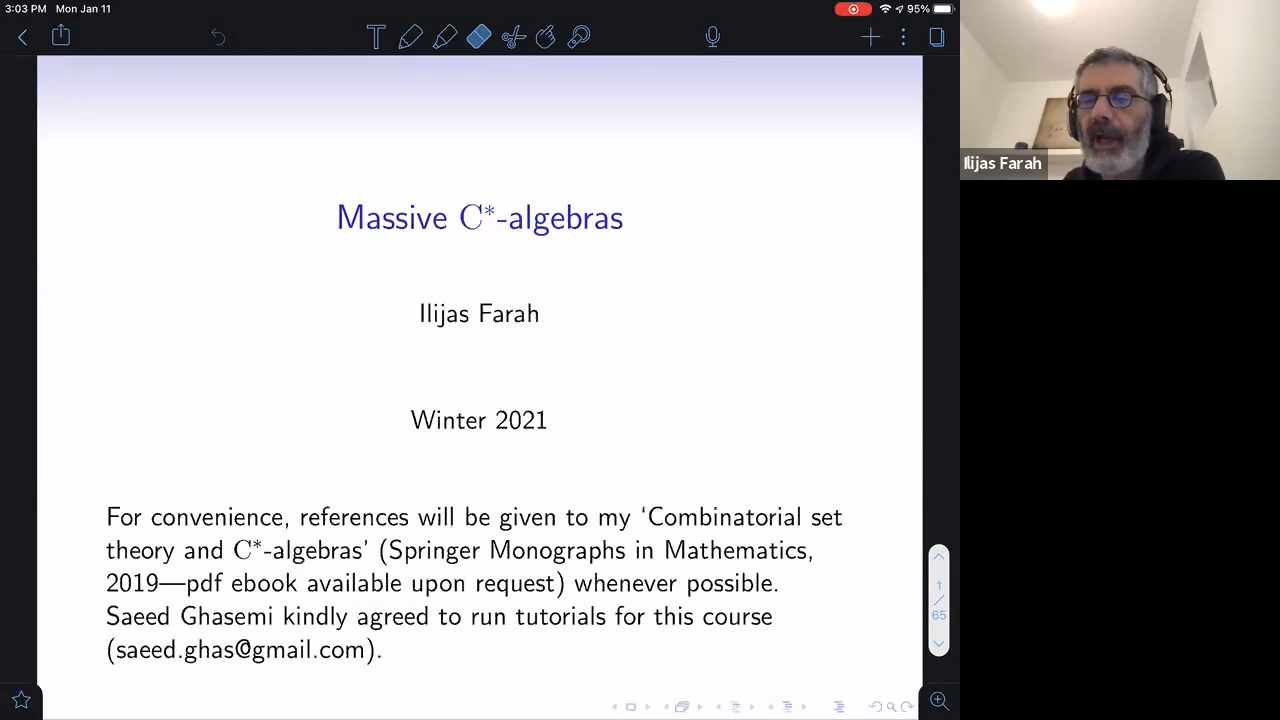 3:03 PM Mon Jan 11
95%
Massive C*-algebras
Ilijas Farah
Winter 2021
For convenience, references will be given to my ‘Combinatorial set
theory and C*-algebras’ (Springer Monographs in Mathematics,
2019—pdf ebook available upon request) whenever possible.
Saeed Ghasemi kindly agreed to run tutorials for this course
(saeed.ghas@gmail.com).
1
/
65
Ilijas Farah